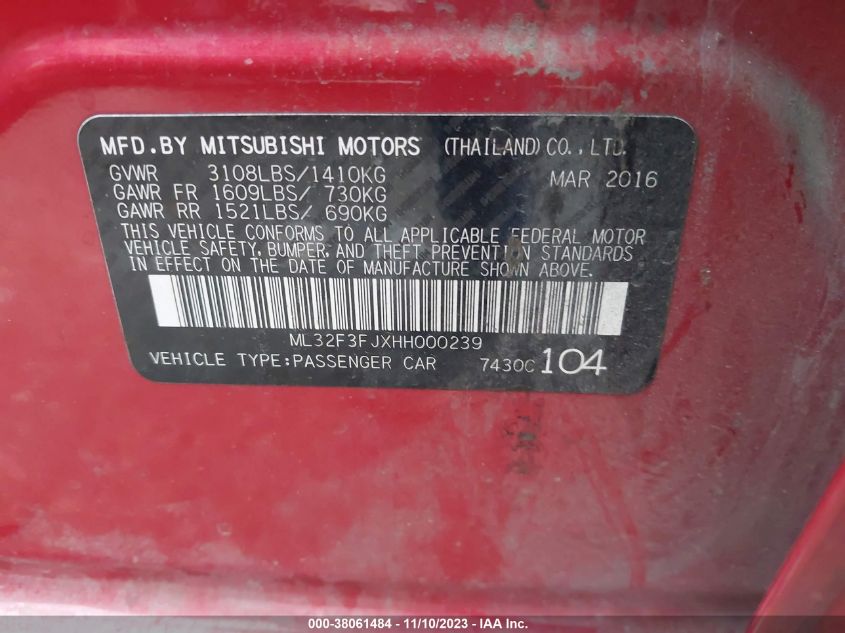 MFD.BY MITSUBISHI MOTORS (THAILAND) CO., LTD.
GVWR 3108LBS/1410KG MAR 2016
GAWR FR 1609LBS/ 730KG
GAWR RR 1521LBS/ 690KG
THIS VEHICLE CONFORMS TO ALL APPLICABLE FEDERAL MOTOR
VEHICLE SAFETY, BUMPER, AND THEFT PREVENTION STANDARDS
IN EFFECT ON THE DATE OF MANUFACTURE SHOWN ABOVE.
ML32F3FJXHH000239
VEHICLE TYPE:PASSENGER CAR 7430C 104
000-38061484 - 11/10/2023 - IAA Inc.